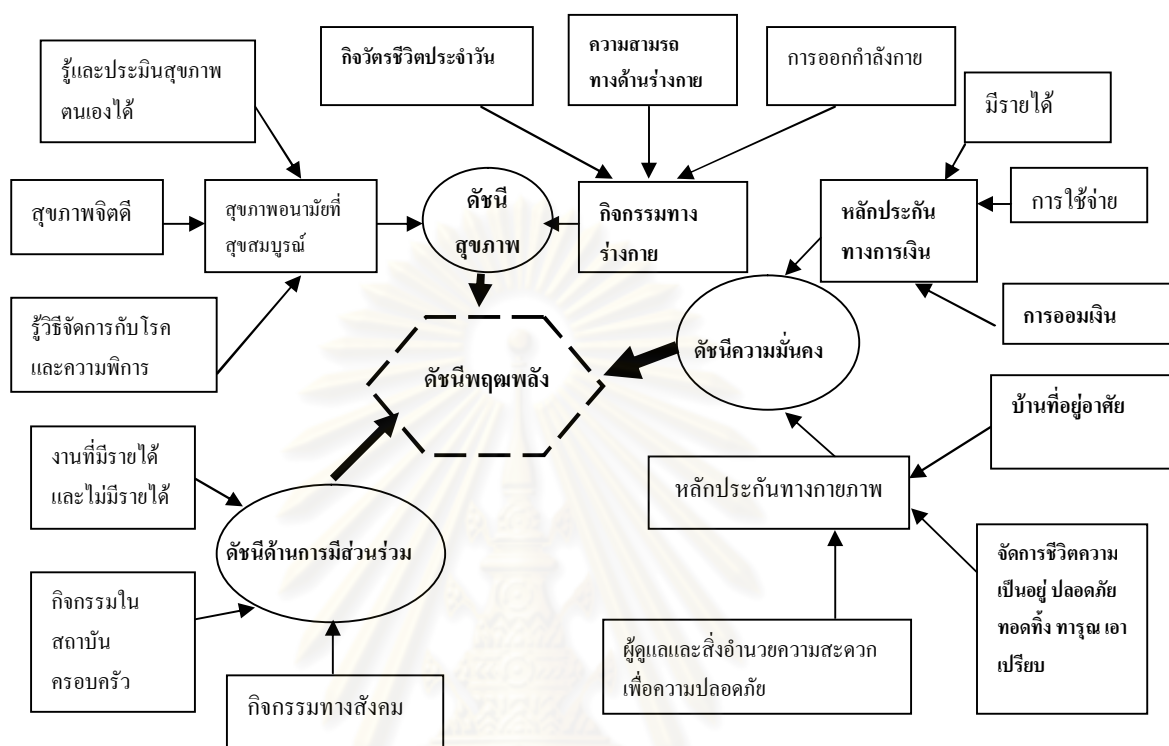 รู้และประมินสุขภาพ
ตนเองได้
กิจวัตรชีวิตประจำวัน
ความสามรถ
ทางด้านร่างกาย
การออกกำลังกาย
มีรายได้
สุขภาพจิตดี
สุขภาพอนามัยที่
สุขสมบูรณ์
ดัชนี
สุขภาพ
กิจกรรมทาง
ร่างกาย
หลักประกัน
ทางการเงิน
การใช้จ่าย
การออมเงิน
รู้วิธีจัดการกับโรค
และความพิการ
ดัชนีพฤฒพลัง
ดัชนีความมั่นคง
บ้านที่อยู่อาศัย
งานที่มีรายได้
และไม่มีรายได้
หลักประกันทางกายภาพ
ดัชนีด้านการมีส่วนร่วม
จัดการชีวิตความ
เป็นอยู่ ปลอดภัย
ทอดทิ้ง ทารุณ เอา
เปรียบ
กิจกรรมใน
สถาบัน
ครอบครัว
กิจกรรมทางสังคม
ผู้ดูแลและสิ่งอำนวยความสะดวก
เพื่อความปลอดภัย